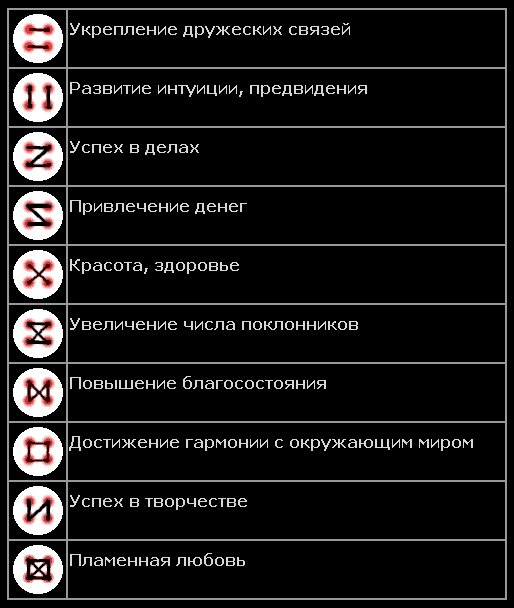 Укрепление дружеских связей
Развитие интуиции, предвидения
Успех в делах
Привлечение денег
Красота, здоровье
Увеличение числа поклонников
Повышение благосостояния
Достижение гармонии с окружающим миром
Успех в творчестве
Пламенная любовь